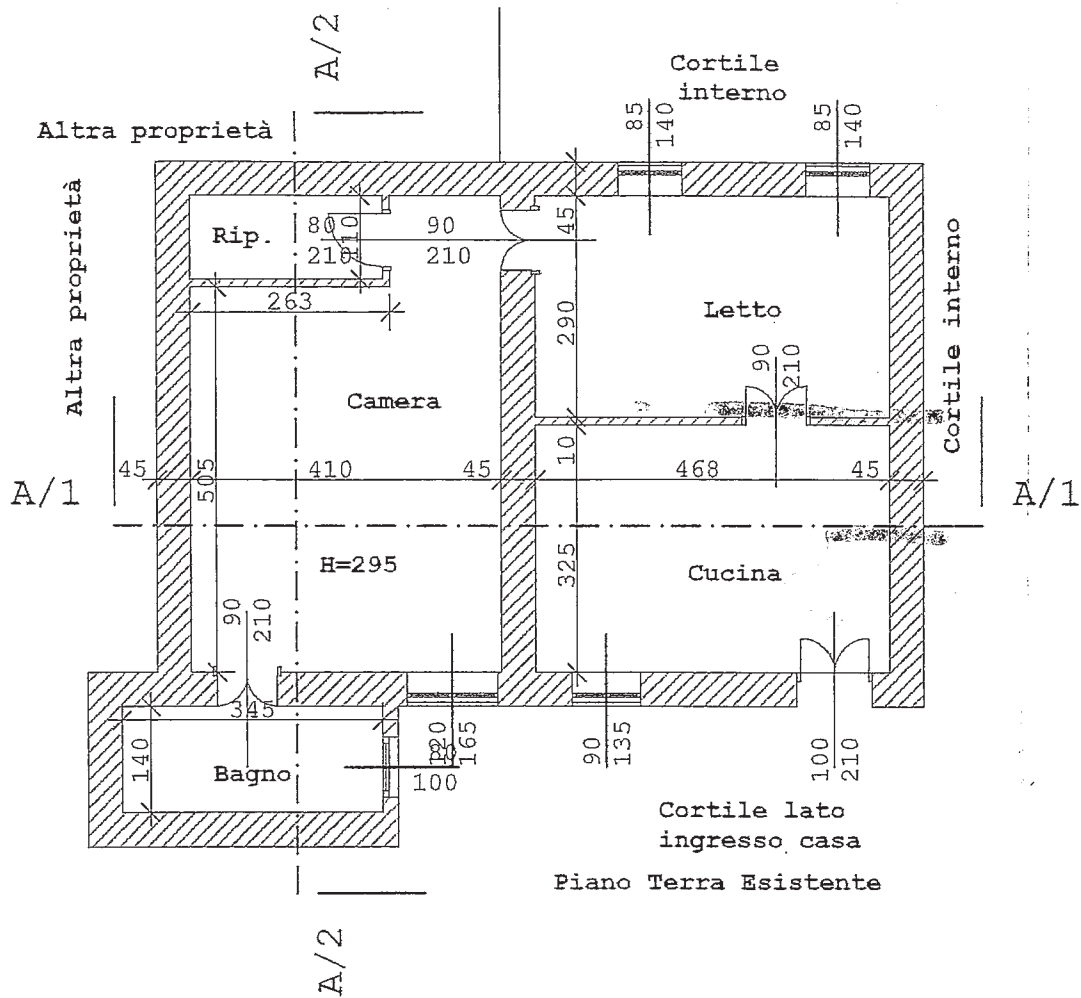 A/2
Cortile
interno
85
140
85
140
Altra proprietà
Altra proprietà
Rip.
80
210
110
90
210
45
263
Letto
290
90
210
Cortile interno
Camera
45
410
45
10
468
45
A/1
A/1
505
H=295
325
Cucina
90
210
345
140
Bagno
120
165
80
100
90
135
100
210
Cortile lato
ingresso casa
Piano Terra Esistente
A/2